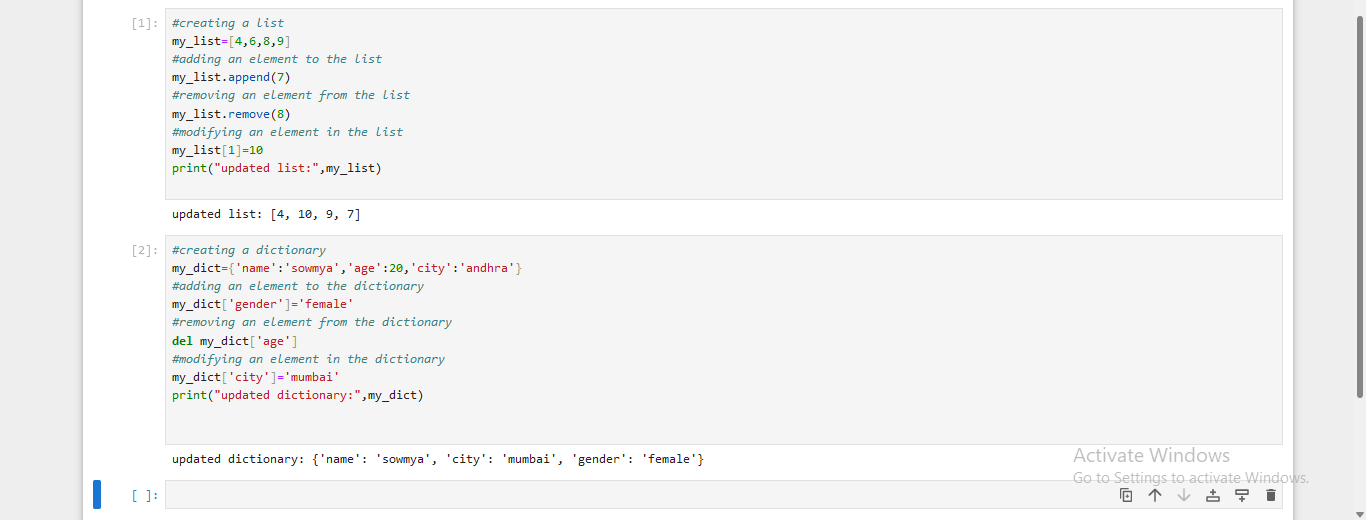 [1]:
#creating a list
my_list=[4,6,8,9]
#adding an element to the list
my_list.append(7)
#removing an element from the list
my_list.remove(8)
#modifying an element in the list
my_list[1]=10
print("updated list:",my_list)
updated list: [4, 10, 9, 7]
[2]:
#creating a dictionary
my_dict={'name':'sowmya','age':20,'city':'andhra'}
#adding an element to the dictionary
my_dict['gender']='female'
#removing an element from the dictionary
del my_dict['age']
#modifying an element in the dictionary
my_dict['city']='mumbai'
print("updated dictionary:",my_dict)
updated dictionary: {'name': 'sowmya', 'city': 'mumbai', 'gender': 'female'}
Activate Windows
Go to Settings to activate Windows.
[ ]: